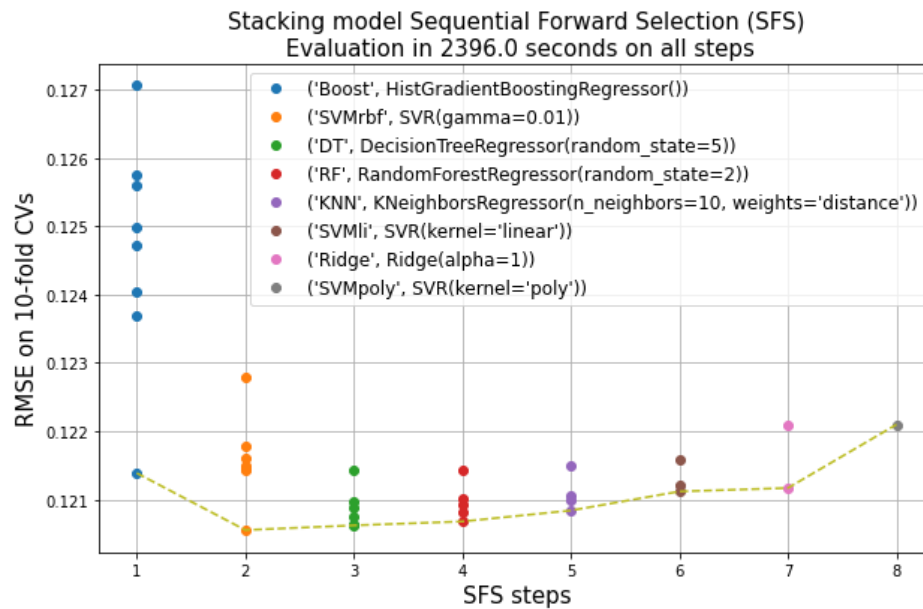 Stacking model Sequential Forward Selection (SFS)
Evaluation in 2396.0 seconds on all steps
RMSE on 10-fold CVs
0.127
0.126
0.125
0.124
0.123
0.122
0.121
('Boost', HistGradientBoostingRegressor())
('SVMrbf', SVR(gamma=0.01))
('DT', DecisionTreeRegressor(random_state=5))
('RF', RandomForestRegressor(random_state=2))
('KNN', KNeighborsRegressor(n_neighbors=10, weights='distance'))
('SVMli', SVR(kernel='linear'))
('Ridge', Ridge(alpha=1))
('SVMpoly', SVR(kernel='poly'))
1 2 3 4 5 6 7 8
SFS steps